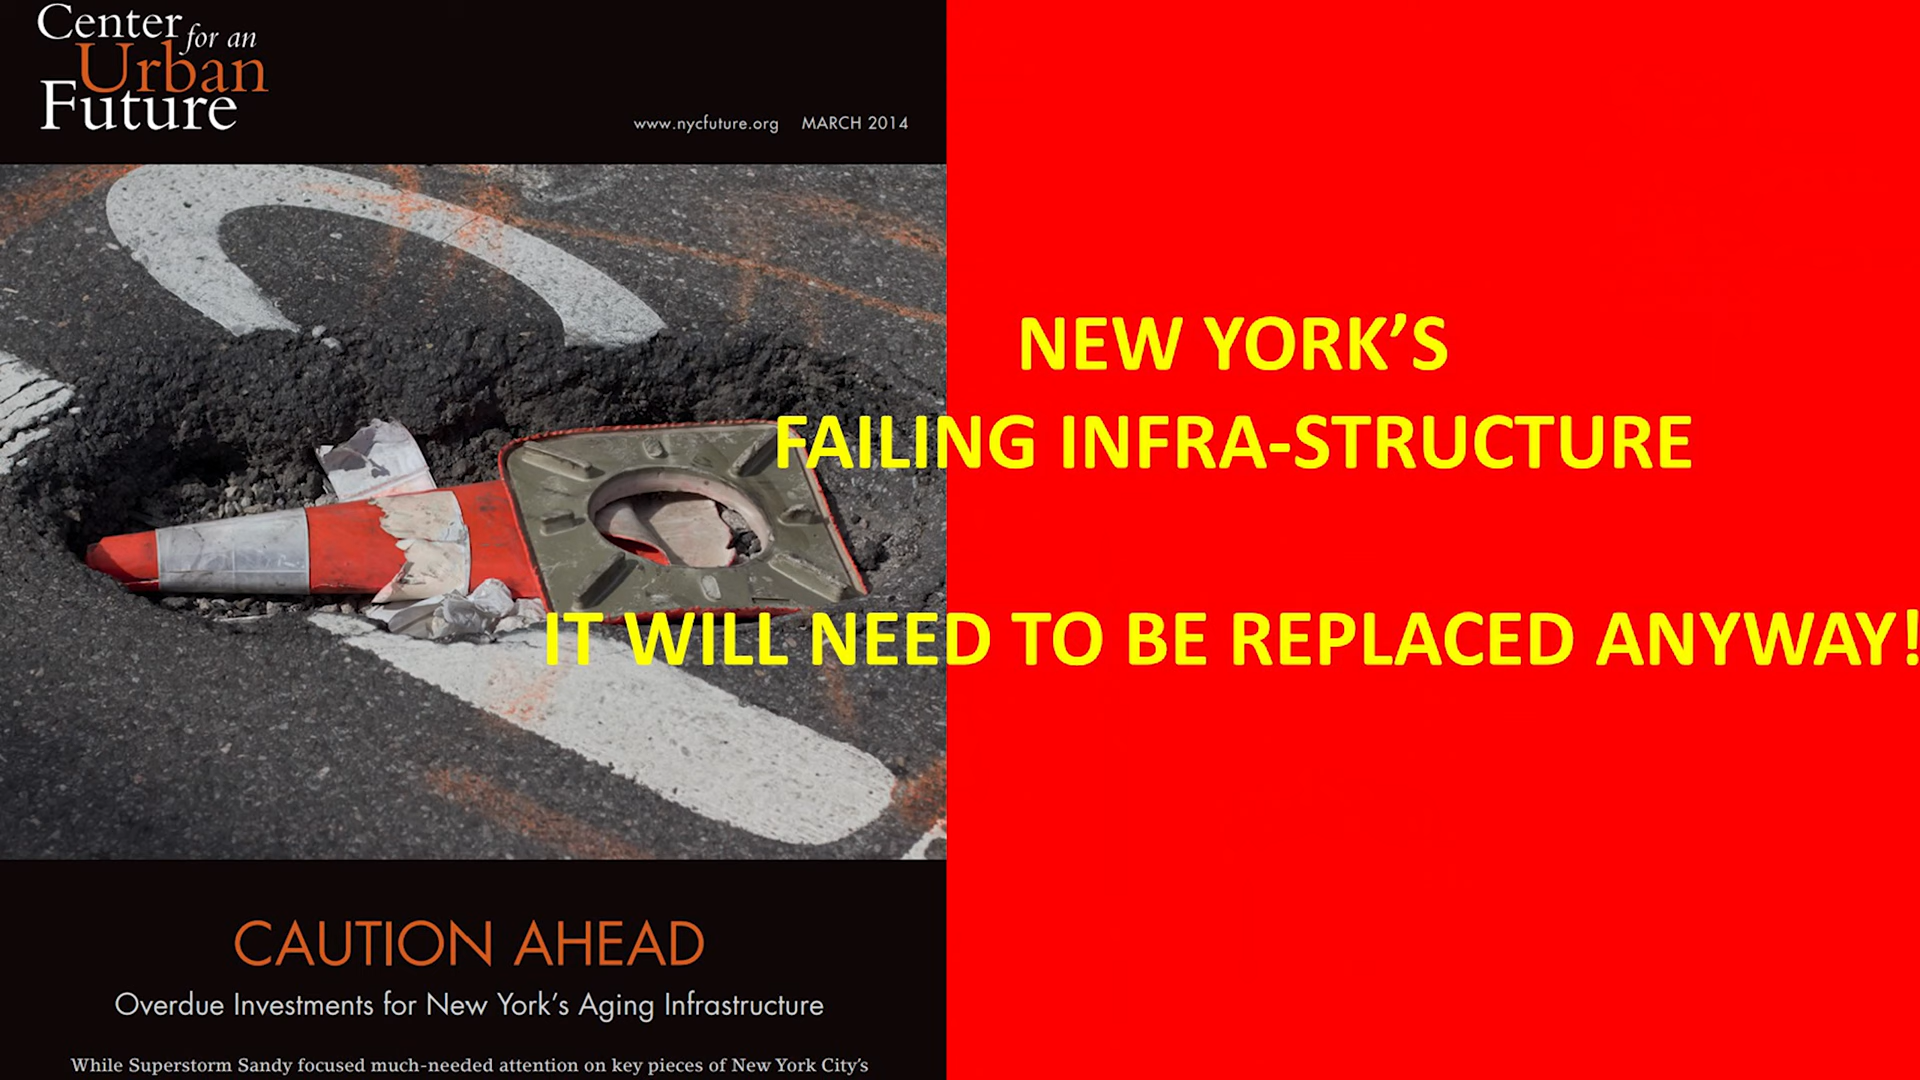 Center for an
Urban
Future
www.nycfuture.org MARCH 2014
NEW YORK’S
FAILING INFRA-STRUCTURE
IT WILL NEED TO BE REPLACED ANYWAY!
CAUTION AHEAD
Overdue Investments for New York’s Aging Infrastructure
While Superstorm Sandy focused much-needed attention on key pieces of New York City’s